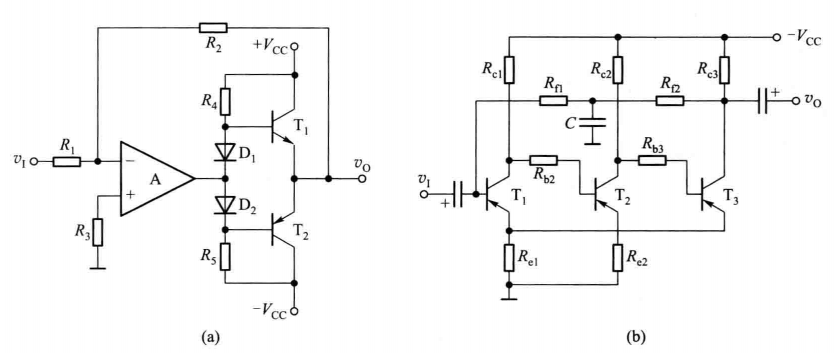 R2
+VCC
R4
T1
R1
D1
vI
−
A
vO
+
D2
R3
T2
R5
−VCC
(a)
−VCC
Rc1
Rc2
Rc3
Rf1
Rf2
+
vO
C
Rb2
Rb3
vI
+
T1
T2
T3
Re1
Re2
(b)